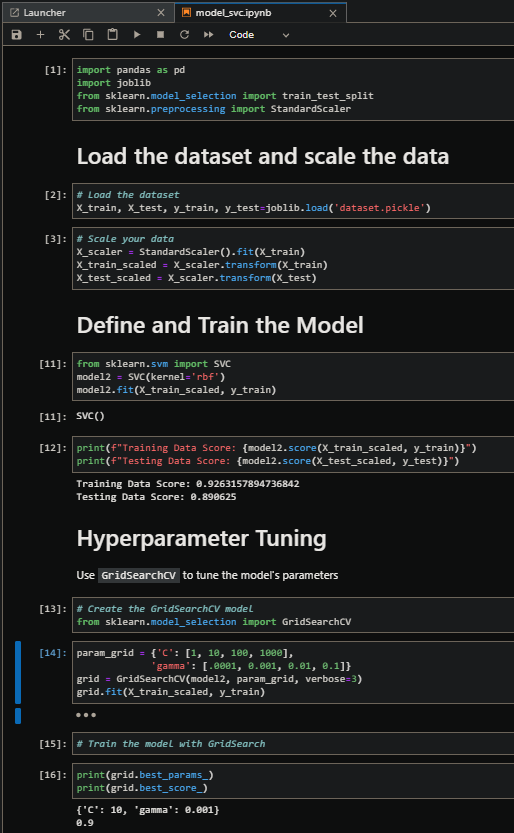 Launcher
model_svc.ipynb
Code
[1]:
import pandas as pd
import joblib
from sklearn.model_selection import train_test_split
from sklearn.preprocessing import StandardScaler
Load the dataset and scale the data
[2]:
# Load the dataset
X_train, X_test, y_train, y_test=joblib.load('dataset.pickle')
[3]:
# Scale your data
X_scaler = StandardScaler().fit(X_train)
X_train_scaled = X_scaler.transform(X_train)
X_test_scaled = X_scaler.transform(X_test)
Define and Train the Model
[11]:
from sklearn.svm import SVC
model2 = SVC(kernel='rbf')
model2.fit(X_train_scaled, y_train)
[11]:
SVC()
[12]:
print(f"Training Data Score: {model2.score(X_train_scaled, y_train)}")
print(f"Testing Data Score: {model2.score(X_test_scaled, y_test)}")
Training Data Score: 0.9263157894736842
Testing Data Score: 0.890625
Hyperparameter Tuning
Use GridSearchCV to tune the model's parameters
[13]:
# Create the GridSearchCV model
from sklearn.model_selection import GridSearchCV
[14]:
param_grid = {'C': [1, 10, 100, 1000],
'gamma': [.0001, 0.001, 0.01, 0.1]}
grid = GridSearchCV(model2, param_grid, verbose=3)
grid.fit(X_train_scaled, y_train)
[15]:
# Train the model with GridSearch
[16]:
print(grid.best_params_)
print(grid.best_score_)
{'C': 10, 'gamma': 0.001}
0.9